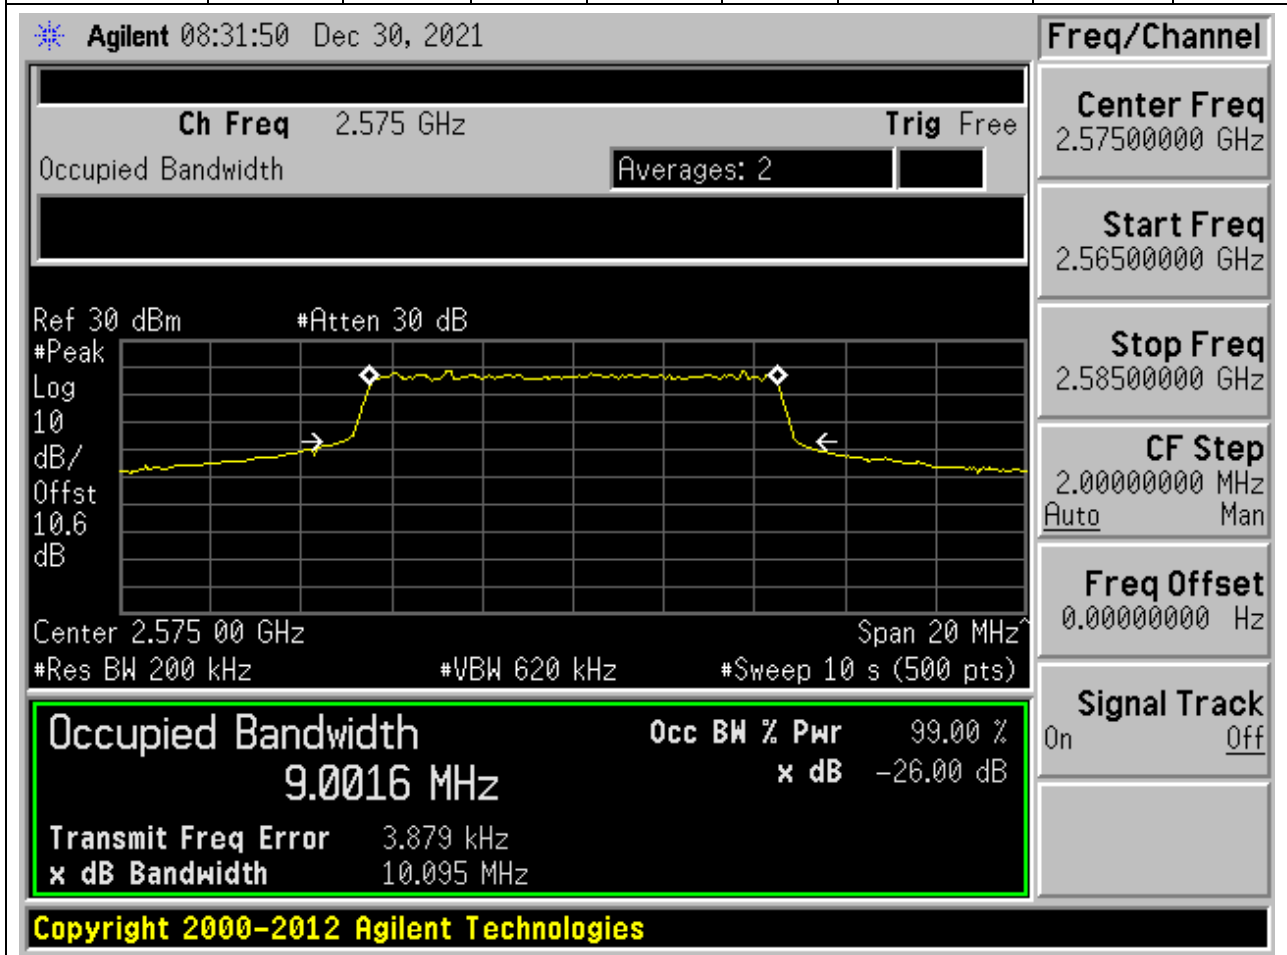 Agilent 08:31:50 Dec 30, 2021
Freq/Channel
Ch Freq 2.575 GHz
Trig Free
Occupied Bandwidth
Averages: 2
Ref 30 dBm
#Atten 30 dB
#Peak
Log
10
dB/
Offst
10.6
dB
Center 2.575 00 GHz
Span 20 MHz^
#Res BW 200 kHz
#VBW 620 kHz
#Sweep 10 s (500 pts)
Occupied Bandwidth
9.0016 MHz
Occ BW % Pwr 99.00 %
x dB -26.00 dB
Transmit Freq Error 3.879 kHz
x dB Bandwidth 10.095 MHz
Center Freq
2.57500000 GHz
Start Freq
2.56500000 GHz
Stop Freq
2.58500000 GHz
CF Step
2.00000000 MHz
Auto Man
Freq Offset
0.00000000 Hz
Signal Track
On Off
Copyright 2000-2012 Agilent Technologies